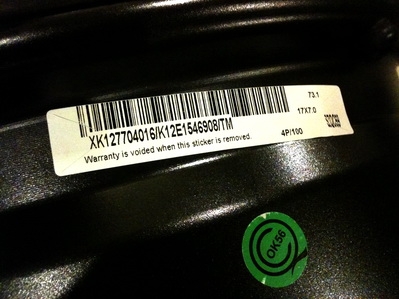 73.1
17X7.0
XK127704016/K12E1546908/TM
4P/100
Warranty is voided when this sticker is removed.
OK56